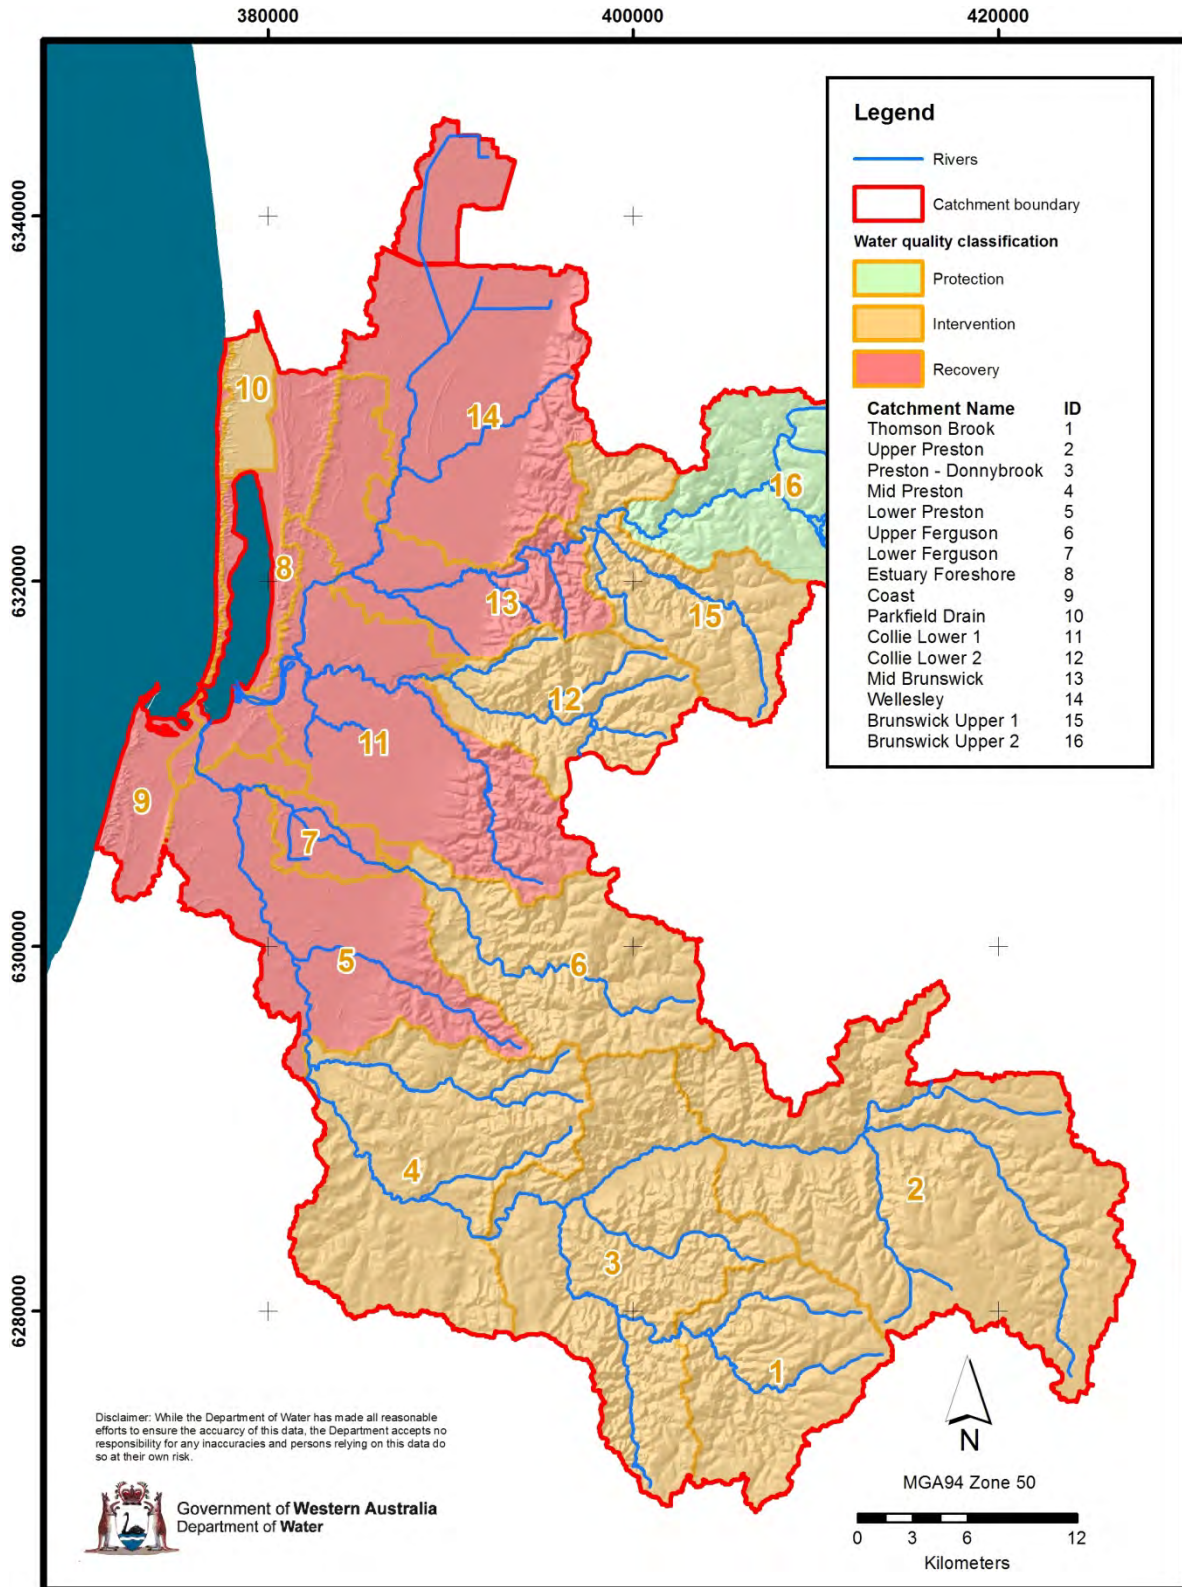 380000
400000
420000
6340000
6320000
6300000
6280000
Legend
Rivers
Catchment boundary
Water quality classification
Protection
Intervention
Recovery
Catchment Name ID
Thomson Brook 1
Upper Preston 2
Preston - Donnybrook 3
Mid Preston 4
Lower Preston 5
Upper Ferguson 6
Lower Ferguson 7
Estuary Foreshore 8
Coast 9
Parkfield Drain 10
Collie Lower 1 11
Collie Lower 2 12
Mid Brunswick 13
Wellesley 14
Brunswick Upper 1 15
Brunswick Upper 2 16
10
14
16
8
13
15
12
11
9
7
5
6
4
2
3
1
Disclaimer: While the Department of Water has made all reasonable
efforts to ensure the accuarcy of this data, the Department accepts no
responsibility for any inaccuracies and persons relying on this data do
so at their own risk.
Government of Western Australia
Department of Water
N
MGA94 Zone 50
0 3 6 12
Kilometers